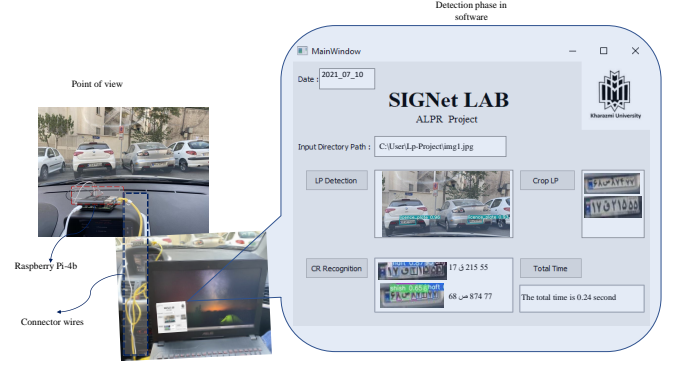 Detection phase in
software
MainWindow
Date :
2021_07_10
SIGNet LAB
ALPR Project
Kharazmi University
Point of view
Input Directory Path :
C:\User\Lp-Project\img1.jpg
LP Detection
Crop LP
Raspberry Pi-4b
Connector wires
CR Recognition
17 ق 215 55
68 ص 874 77
Total Time
The total time is 0.24 second